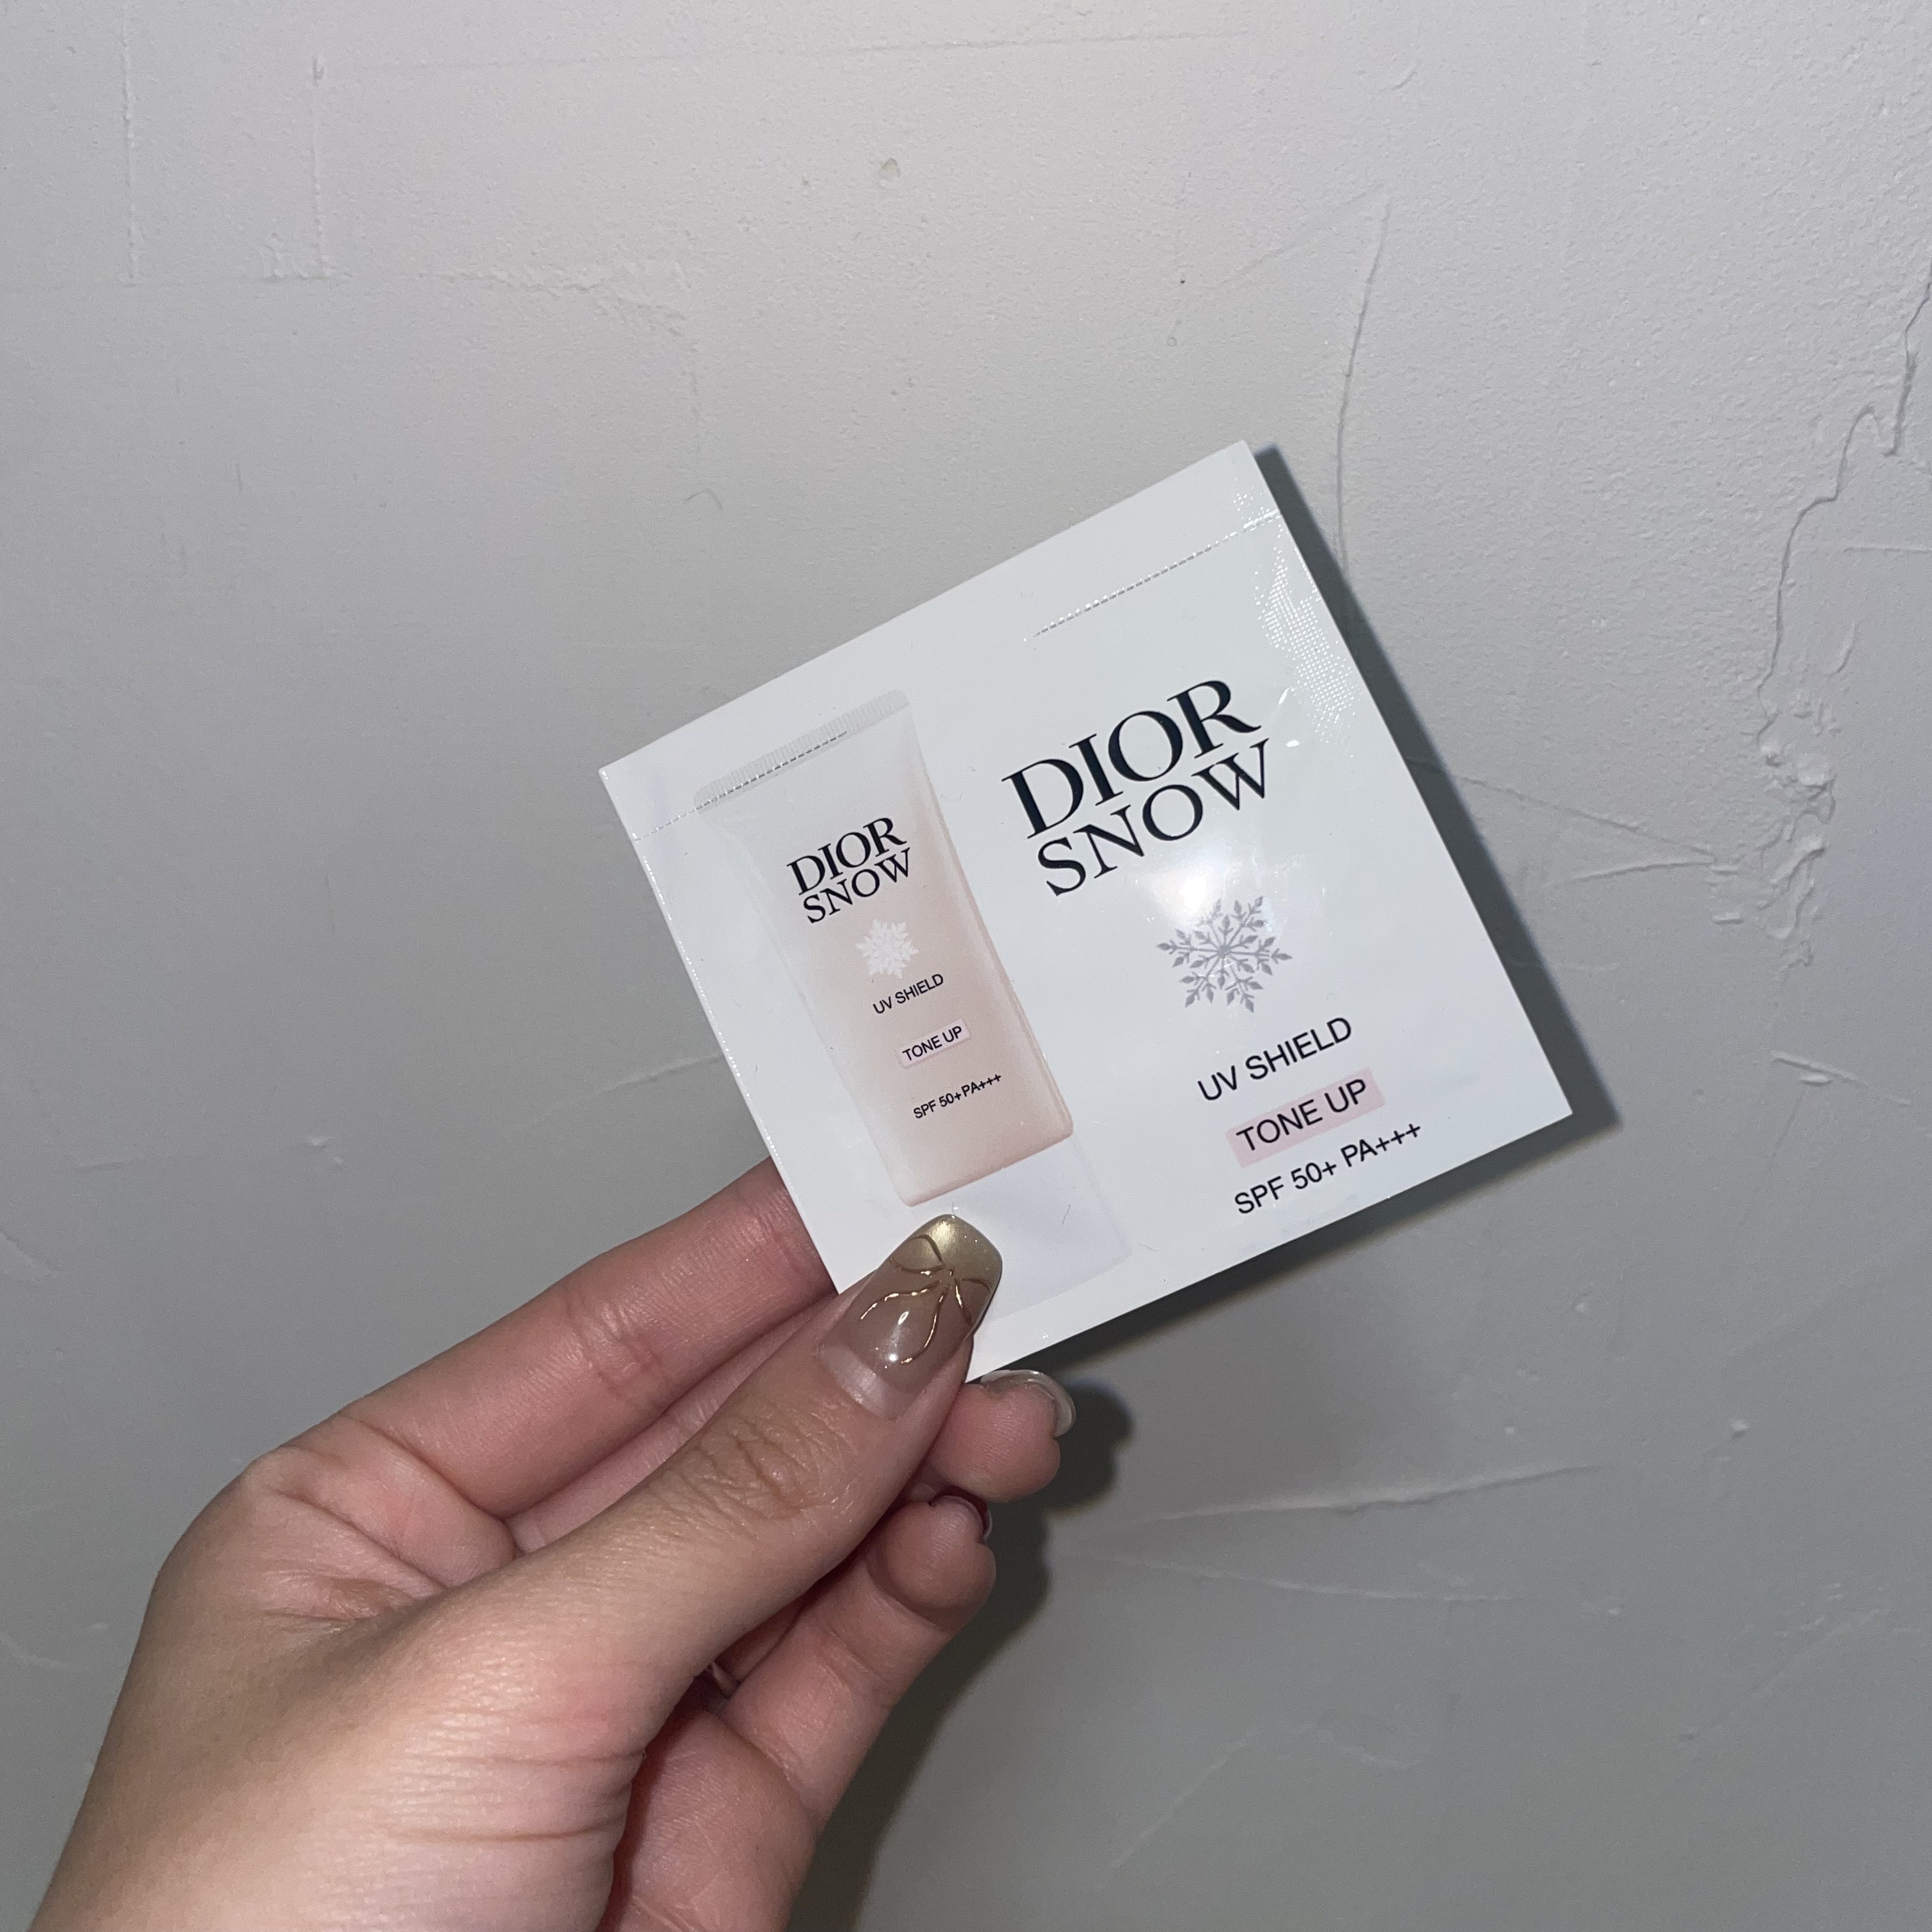 DIOR
SNOW
UV SHIELD
TONE UP
SPF 50+PA+++
DIOR
SNOW
UV SHIELD
TONE UP
SPF 50+ PA+++